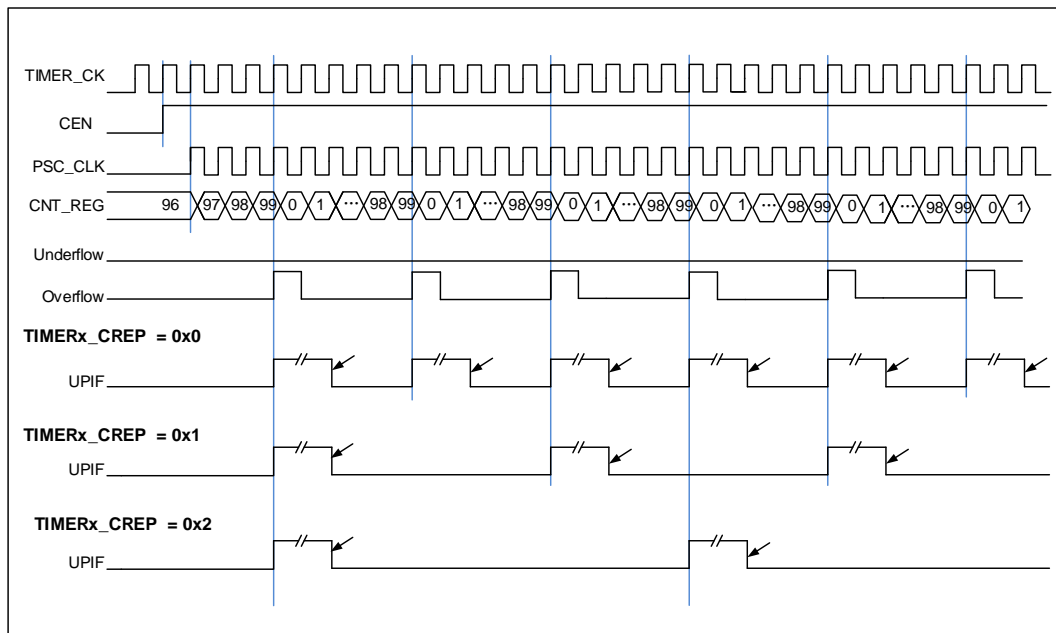 TIMER_CK
CEN
PSC_CLK
CNT_REG 96 97 98 99 0 1 ... 98 99 0 1 ... 98 99 0 1 ... 98 99 0 1 ... 98 99 0 1 ... 98 99 0 1
Underflow
Overflow
TIMERx_CREP = 0x0
UPIF
TIMERx_CREP = 0x1
UPIF
TIMERx_CREP = 0x2
UPIF